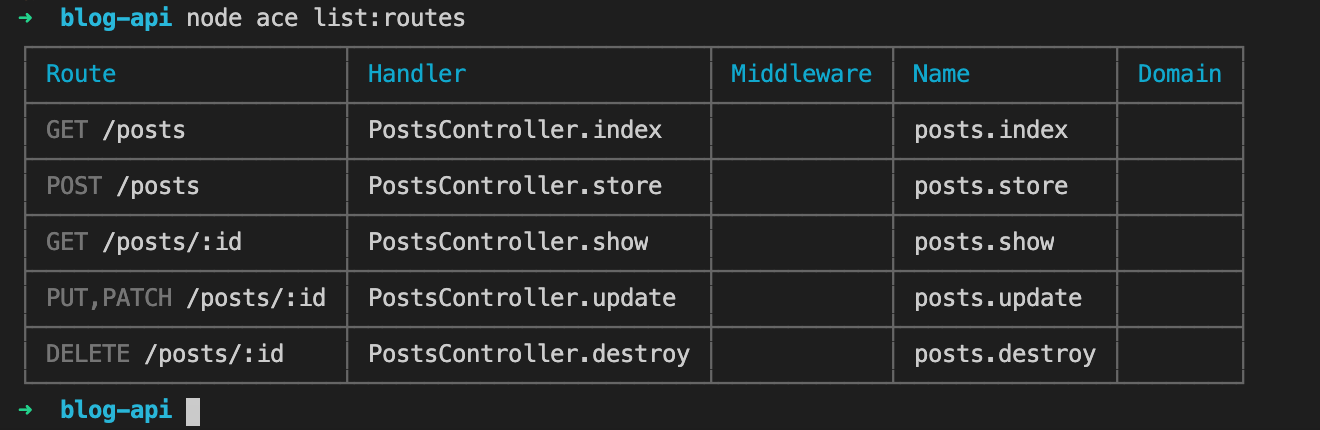 → blog-api node ace list:routes
Route Handler Middleware Name Domain
GET /posts PostsController.index posts.index
POST /posts PostsController.store posts.store
GET /posts/:id PostsController.show posts.show
PUT,PATCH /posts/:id PostsController.update posts.update
DELETE /posts/:id PostsController.destroy posts.destroy
→ blog-api